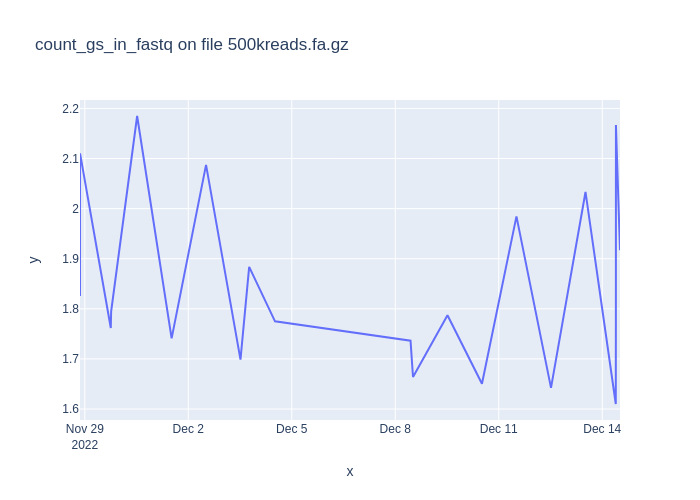 count_gs_in_fastq on file 500kreads.fa.gz
2.2
2.1
2
1.9
1.8
1.7
1.6
y
Nov 29 Dec 2 Dec 5 Dec 8 Dec 11 Dec 14
2022
x